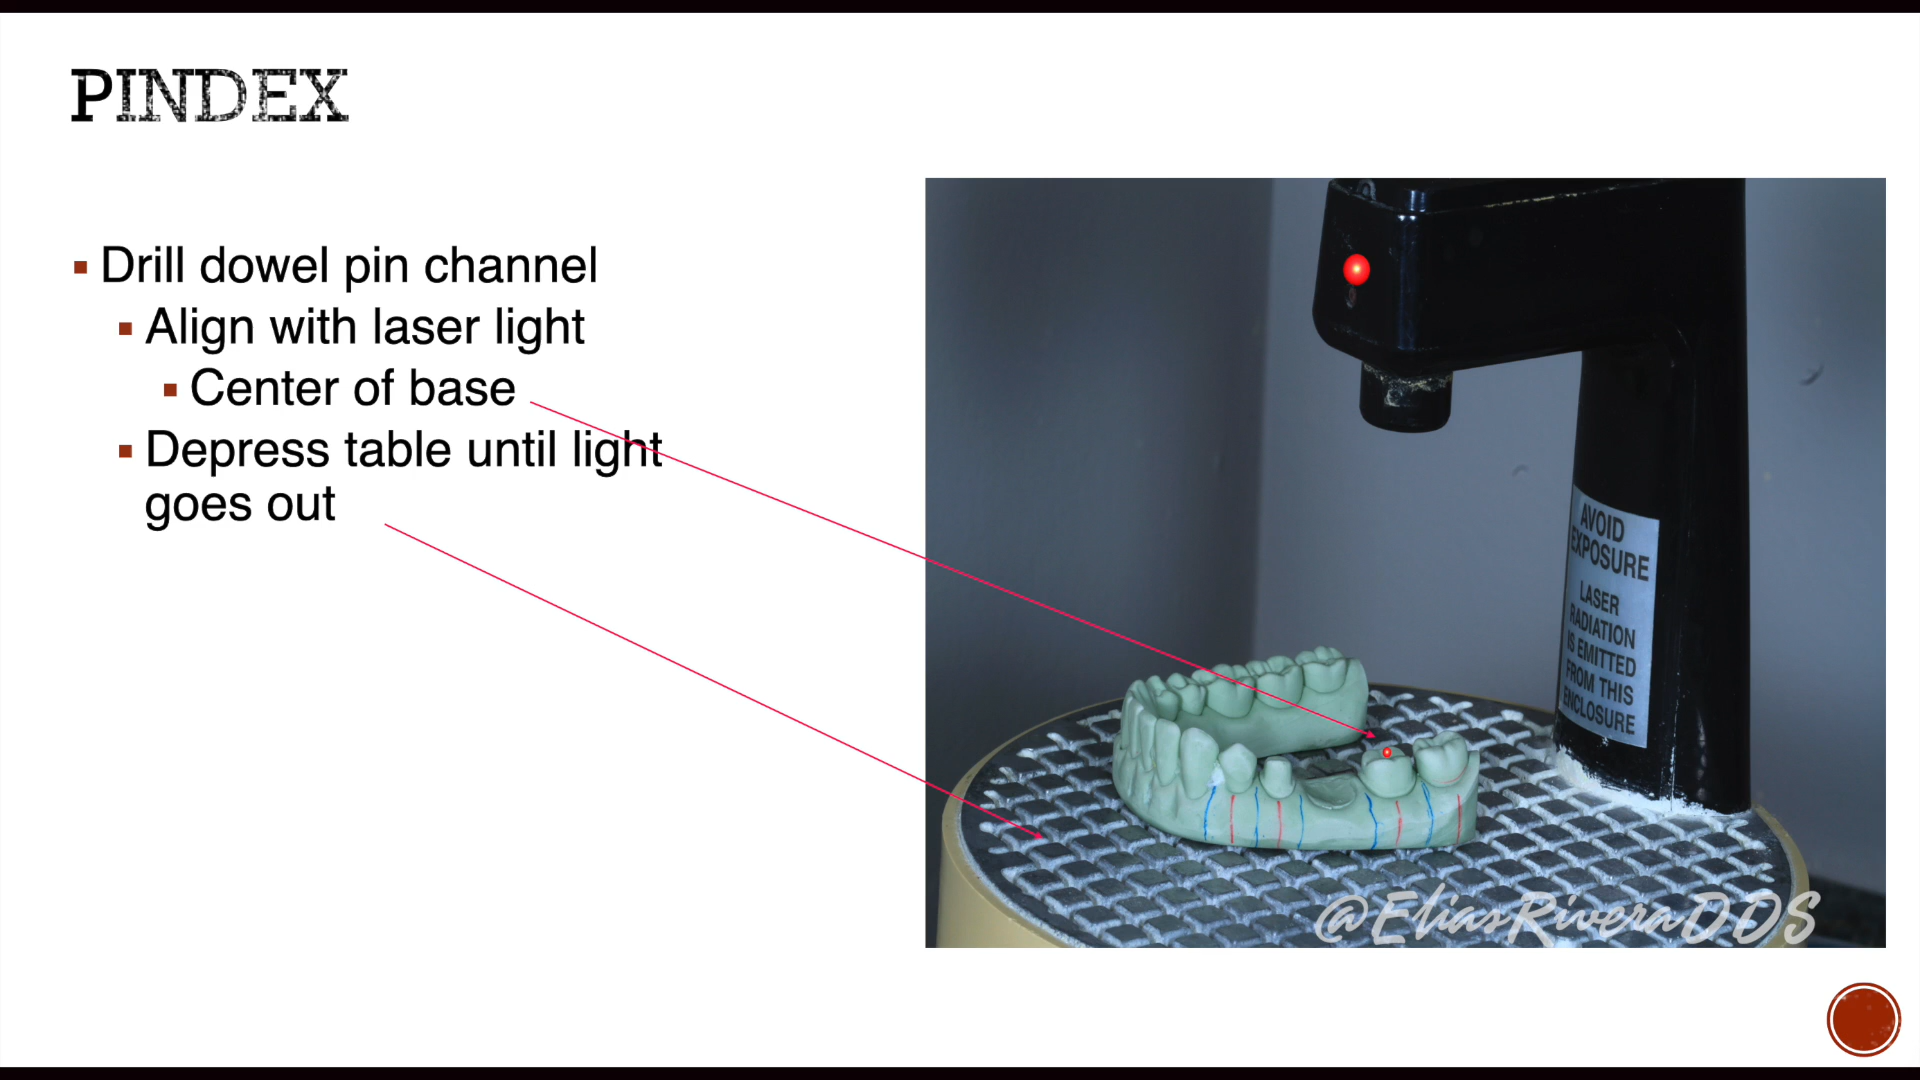 PINDEX
Drill dowel pin channel
Align with laser light
Center of base
Depress table until light
goes out
AVOID
EXPOSURE
LASER
RADIATION
IS EMITTED
FROM THIS
ENCLOSURE
@EliasRiveraDDS